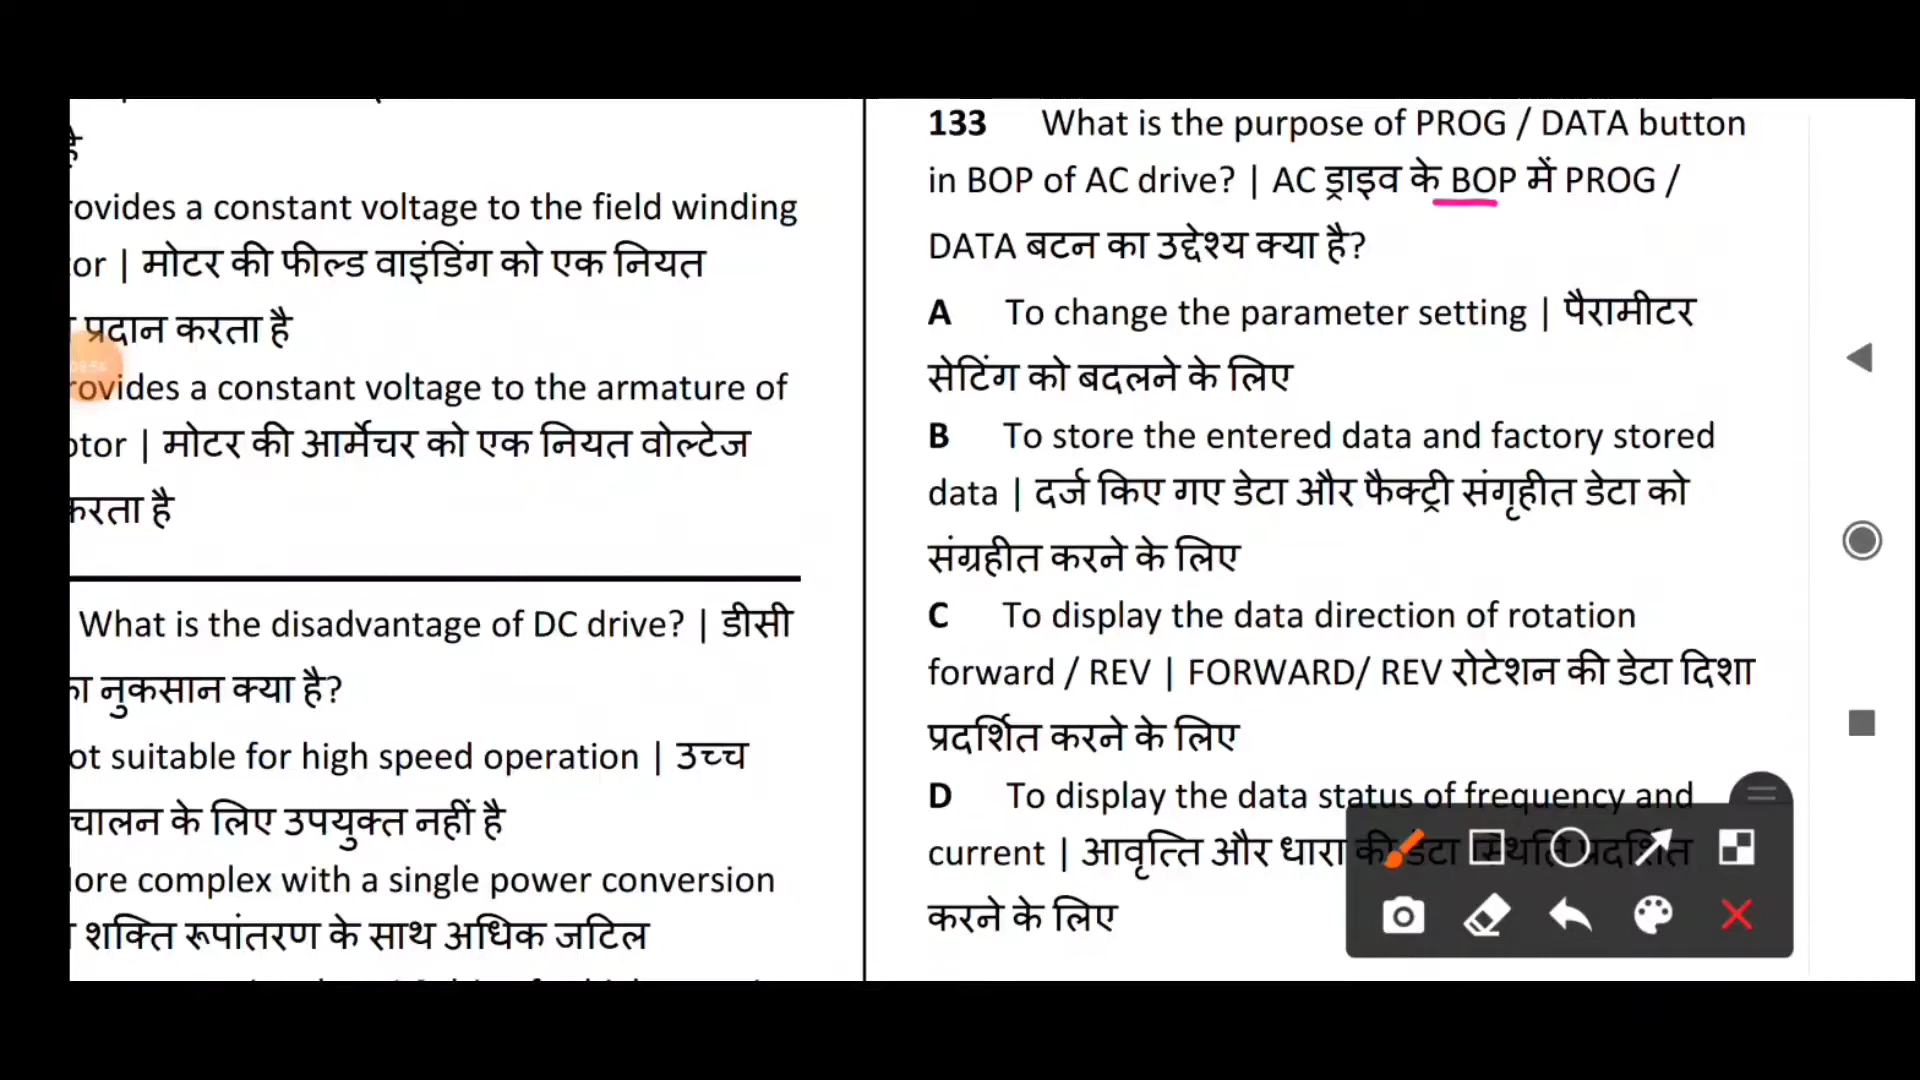 है
rovides a constant voltage to the field winding
tor | मोटर की फील्ड वाइंडिंग को एक नियत
प्रदान करता है
rovides a constant voltage to the armature of
otor | मोटर की आर्मेचर को एक नियत वोल्टेज
करता है
What is the disadvantage of DC drive? | डीसी
का नुकसान क्या है?
ot suitable for high speed operation | उच्च
चालन के लिए उपयुक्त नहीं है
ore complex with a single power conversion
शक्ति रूपांतरण के साथ अधिक जटिल
133 What is the purpose of PROG / DATA button
in BOP of AC drive? | AC ड्राइव के BOP में PROG /
DATA बटन का उद्देश्य क्या है?
A To change the parameter setting | पैरामीटर
सेटिंग को बदलने के लिए
B To store the entered data and factory stored
data | दर्ज किए गए डेटा और फैक्ट्री संगृहीत डेटा को
संग्रहीत करने के लिए
C To display the data direction of rotation
forward / REV | FORWARD/ REV रोटेशन की डेटा दिशा
प्रदर्शित करने के लिए
D To display the data status of frequency and
current | आवृत्ति और धारा की डेटा स्थिति प्रदर्शित
करने के लिए